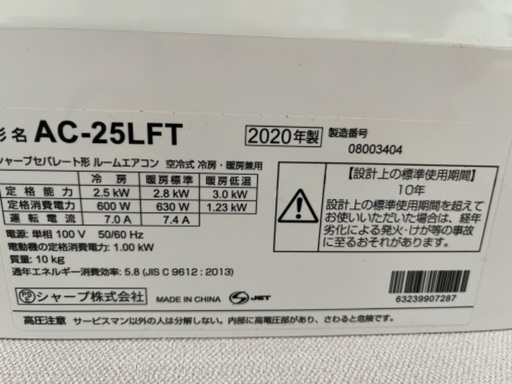 形名 AC-25LFT 2020年製 製造番号 08003404
シャープセパレート形 ルームエアコン 空冷式 冷房・暖房兼用
冷房 暖房標準 暖房低温
定格能力 2.5 kW 2.8 kW 3.0 kW
定格消費電力 600 W 630 W 1.23 kW
運転電流 7.0 A 7.4 A
電源: 単相 100 V 50/60 Hz
電動機の定格消費電力: 1.00 kW
質量: 10 kg
通年エネルギー消費効率: 5.8 (JIS C 9612 : 2013)
シャープ株式会社 MADE IN CHINA JET
【設計上の標準使用期間】
10年
設計上の標準使用期間を超えて
お使いいただいた場合は、経年
劣化による発火・けが等の事故
に至るおそれがあります。
63239907287
高圧注意 サービスマン以外の人は分解しない。内部に高電圧部があり、さわると危険です。